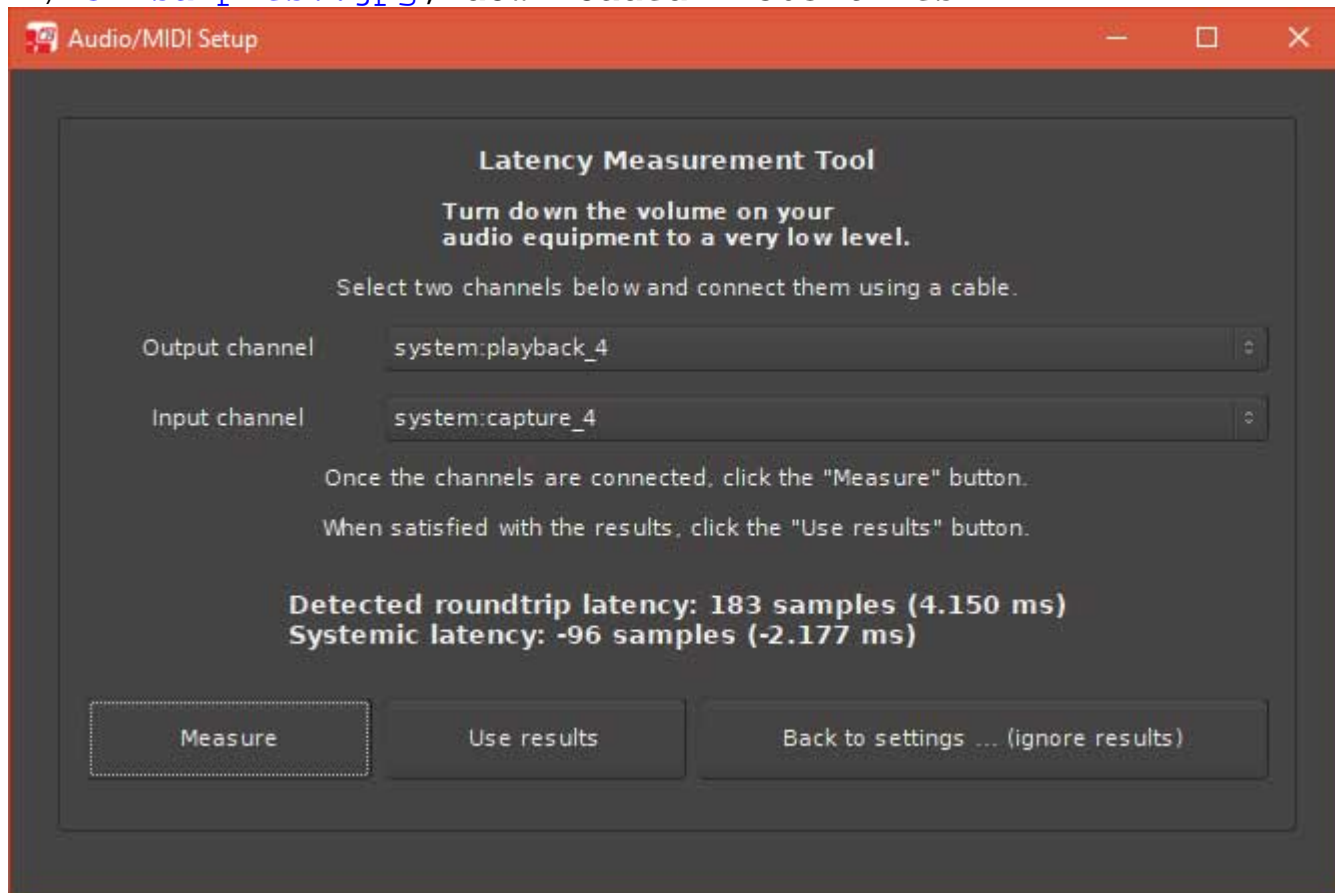 Audio/MIDI Setup
Latency Measurement Tool
Turn down the volume on your
audio equipment to a very low level.
Select two channels below and connect them using a cable.
Output channel system:playback_4
Input channel system:capture_4
Once the channels are connected, click the "Measure" button.
When satisfied with the results, click the "Use results" button.
Detected roundtrip latency: 183 samples (4.150 ms)
Systemic latency: -96 samples (-2.177 ms)
Measure Use results Back to settings ... (ignore results)